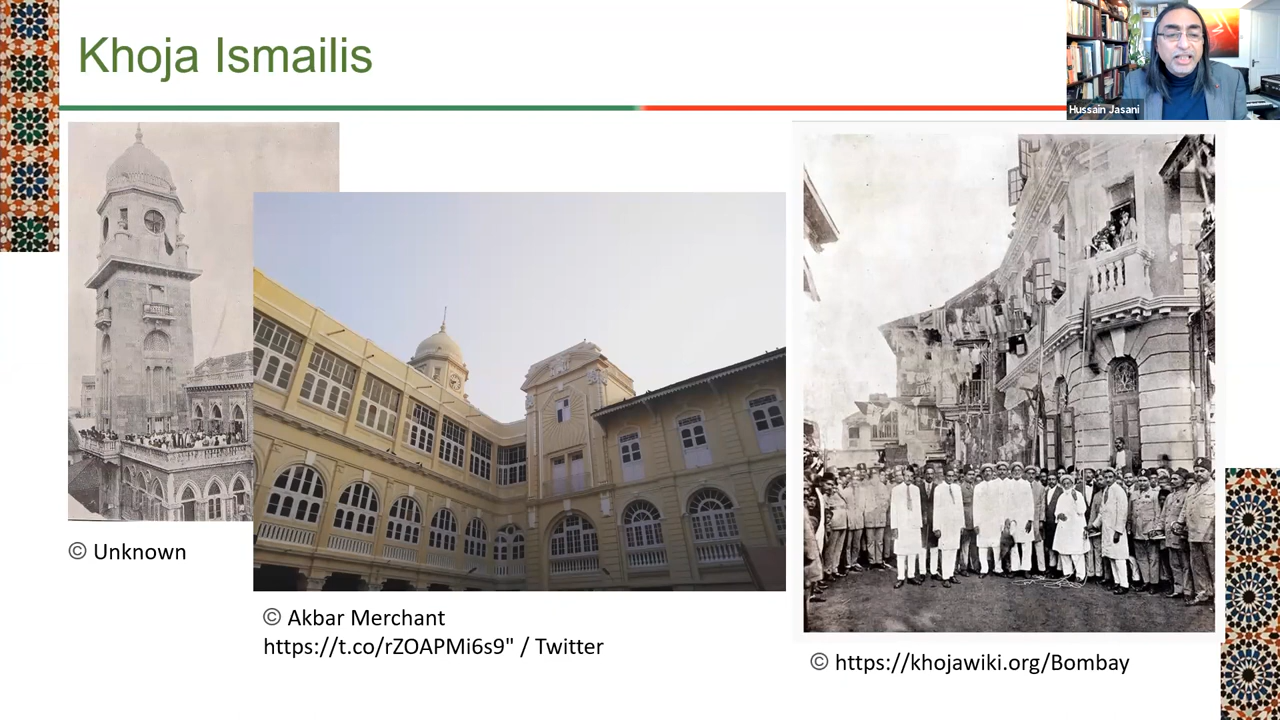 Khoja Ismailis
Hussain Jasani
© Unknown
© Akbar Merchant
https://t.co/rZOAPMi6s9" / Twitter
© https://khojawiki.org/Bombay